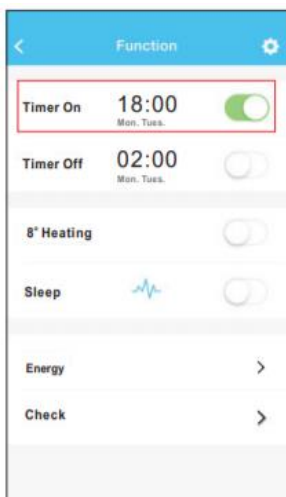 Function
Timer On
18:00
Mon. Tues.
Timer Off
02:00
Mon. Tues.
8° Heating
Sleep
Energy
Check